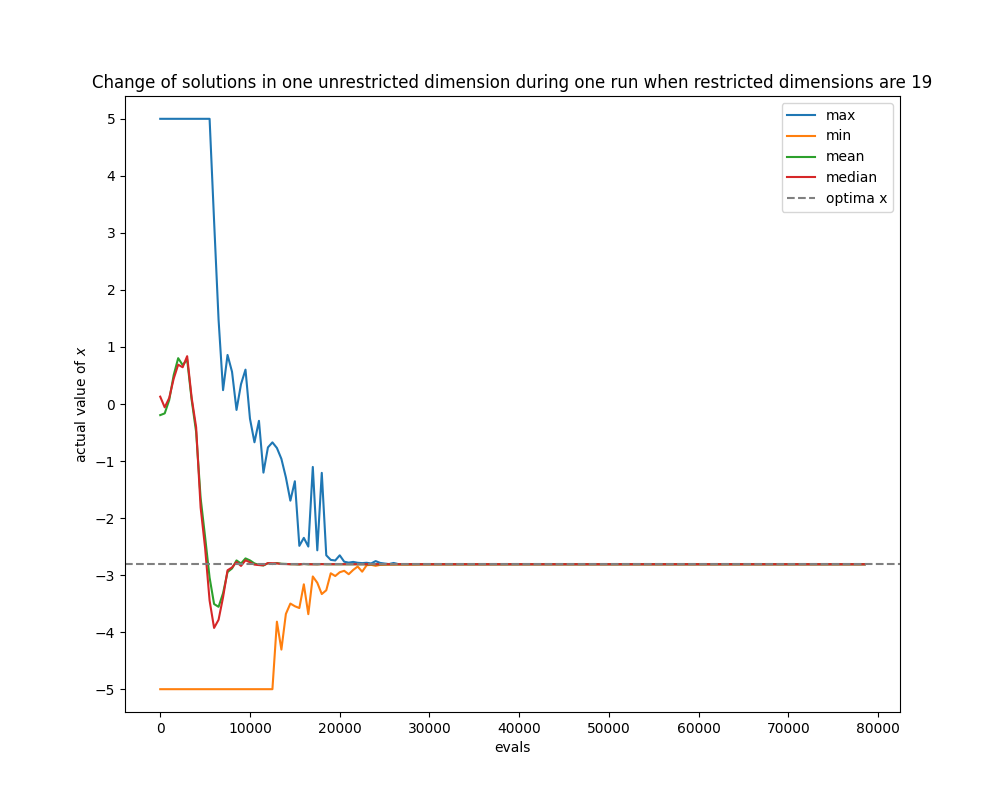 Change of solutions in one unrestricted dimension during one run when restricted dimensions are 19
max
min
mean
median
optima x
5
4
3
2
1
0
−1
−2
−3
−4
−5
actual value of x
0 10000 20000 30000 40000 50000 60000 70000 80000
evals